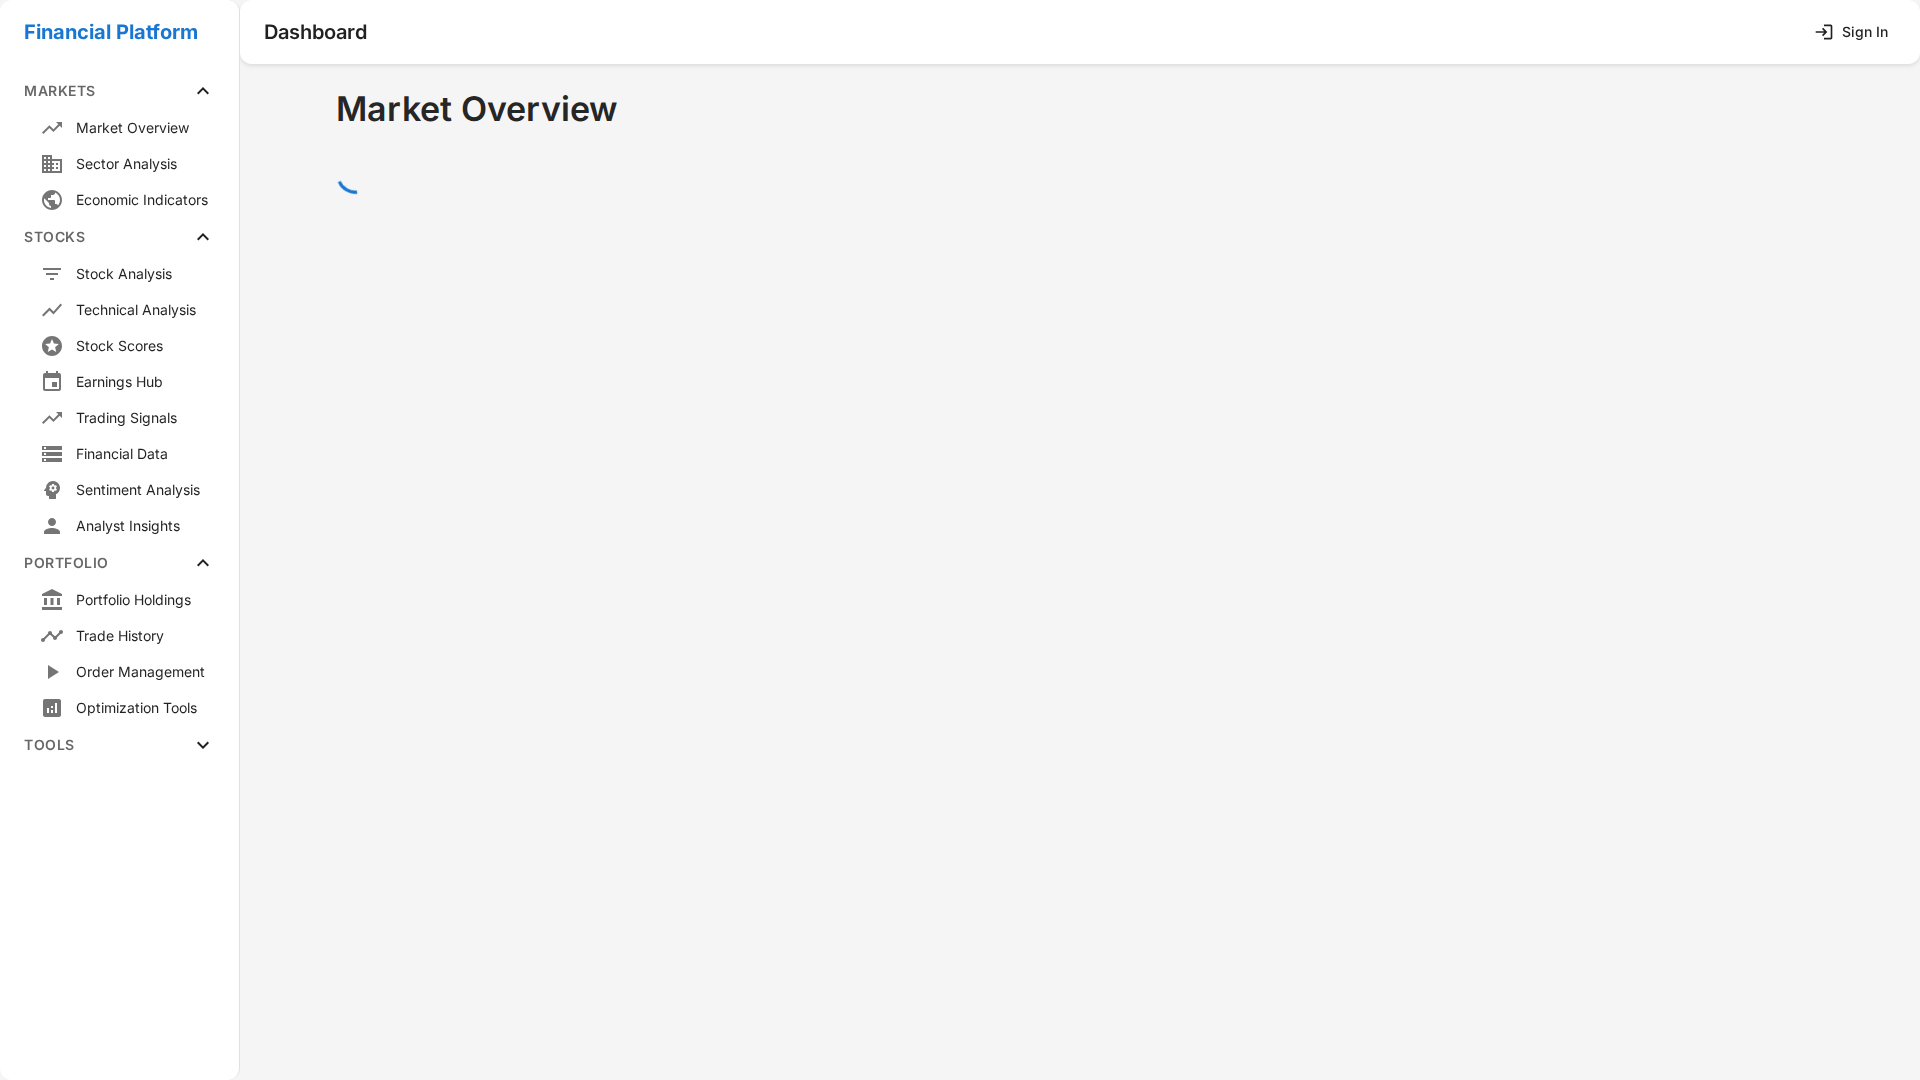 Financial Platform
Dashboard
Sign In
MARKETS
Market Overview
Sector Analysis
Economic Indicators
STOCKS
Stock Analysis
Technical Analysis
Stock Scores
Earnings Hub
Trading Signals
Financial Data
Sentiment Analysis
Analyst Insights
PORTFOLIO
Portfolio Holdings
Trade History
Order Management
Optimization Tools
TOOLS
Market Overview